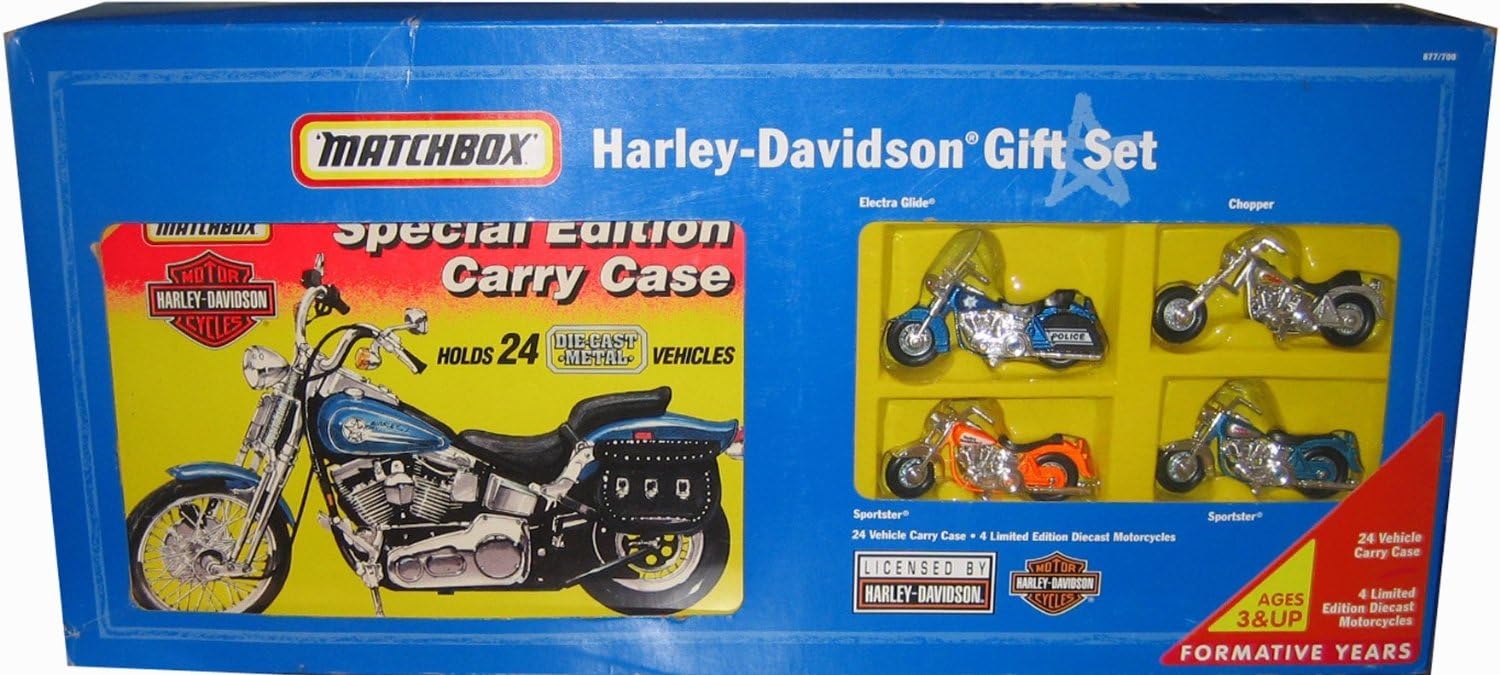 877/700
MATCHBOX
Harley-Davidson® Gift Set
MATCHBOX
Special Edition
Carry Case
MOTOR
HARLEY-DAVIDSON
CYCLES
HOLDS 24 DIE-CAST METAL VEHICLES
Electra Glide®
Chopper
POLICE
Sportster®
Sportster®
24 Vehicle Carry Case • 4 Limited Edition Diecast Motorcycles
LICENSED BY
HARLEY-DAVIDSON
MOTOR
HARLEY-DAVIDSON
CYCLES
24 Vehicle
Carry Case
AGES
3&UP
4 Limited
Edition Diecast
Motorcycles
FORMATIVE YEARS